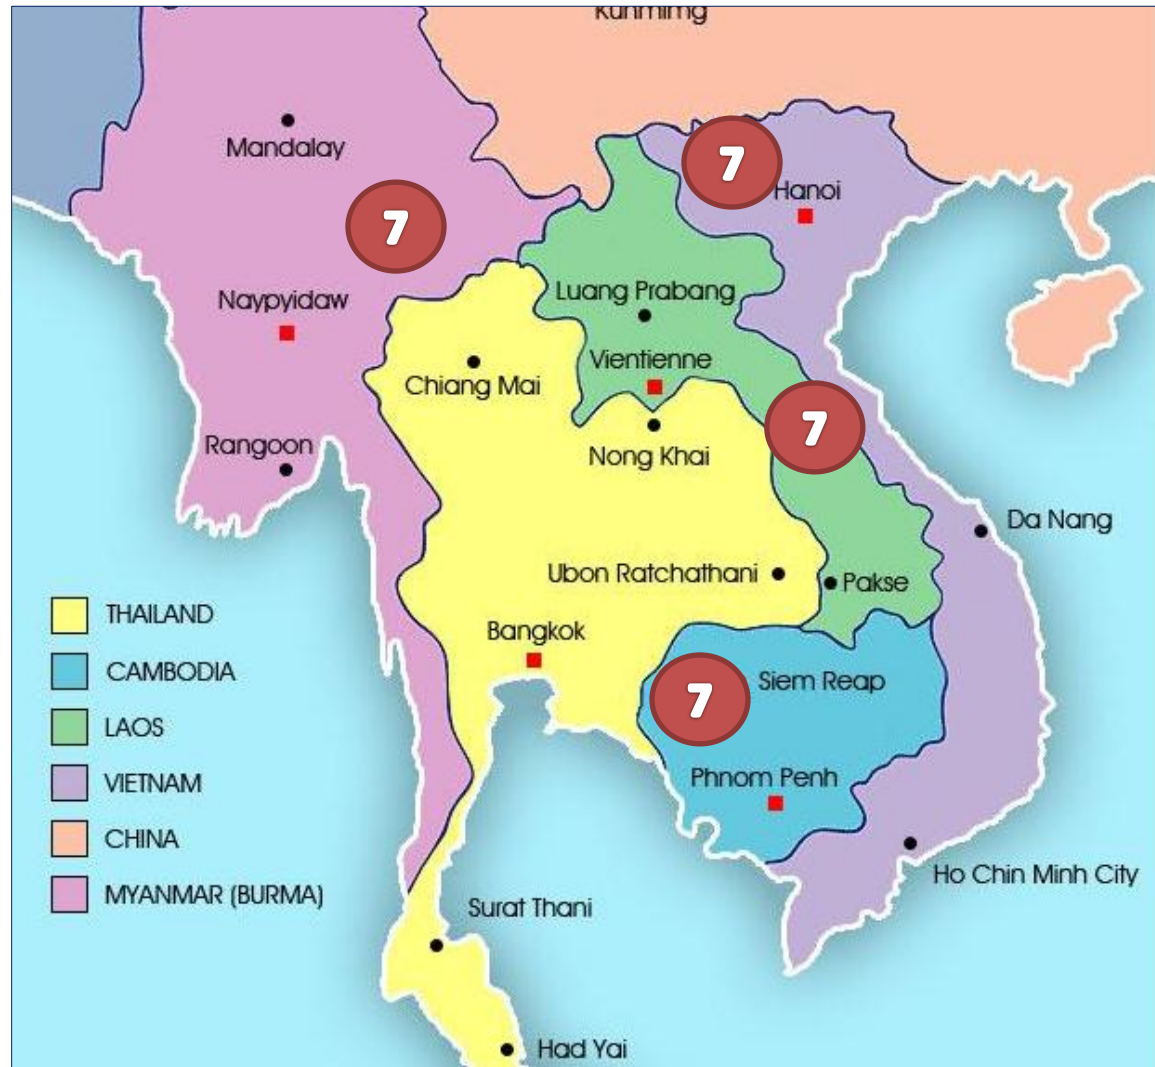 Kunmimg
Mandalay
7
7
Hanoi
Naypyidaw
Luang Prabang
Vientienne
Chiang Mai
7
Rangoon
Nong Khai
Da Nang
Ubon Ratchathani
Pakse
THAILAND
Bangkok
CAMBODIA
7
Siem Reap
LAOS
VIETNAM
Phnom Penh
CHINA
Ho Chin Minh City
MYANMAR (BURMA)
Surat Thani
Had Yai